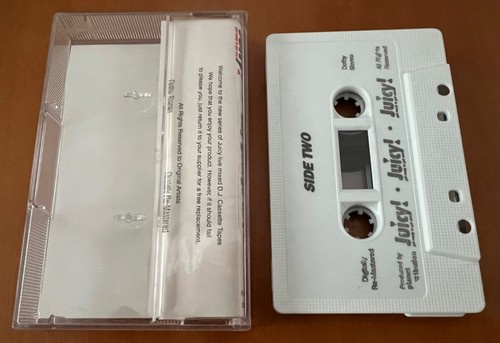 Welcome to the new series of Juicy live mixed D.J. Cassette Tapes
We hope that you enjoy your product. However, if it should fail
to please you, just return it to your supplier for a free replacement.
All Rights Reserved to Original Artists
Dolby Stereo
Digitally Re-Mastered
SIDE TWO
Digitally
Re-Mastered
Dolby
Stereo
Produced by
planet
Juicy! · Juicy! · Juicy!
All Rights
Reserved